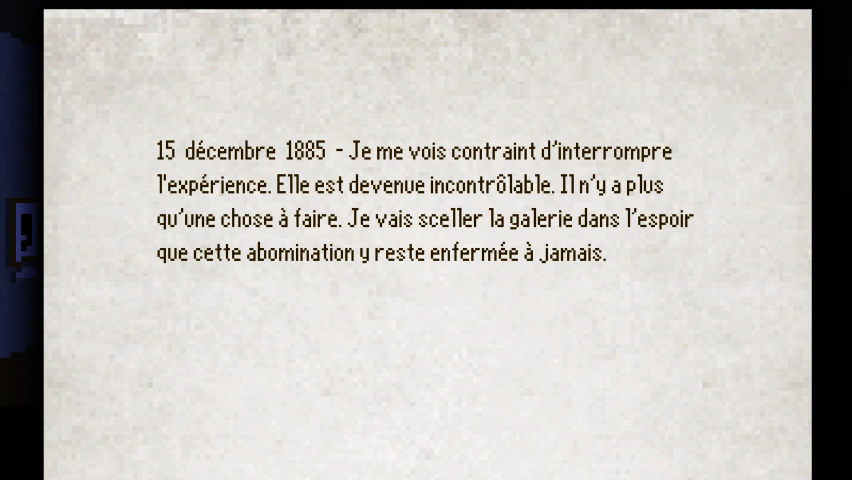 15 décembre 1885 - Je me vois contraint d'interrompre
l'expérience. Elle est devenue incontrôlable. Il n'y a plus
qu'une chose à faire. Je vais sceller la galerie dans l'espoir
que cette abomination y reste enfermée à jamais.